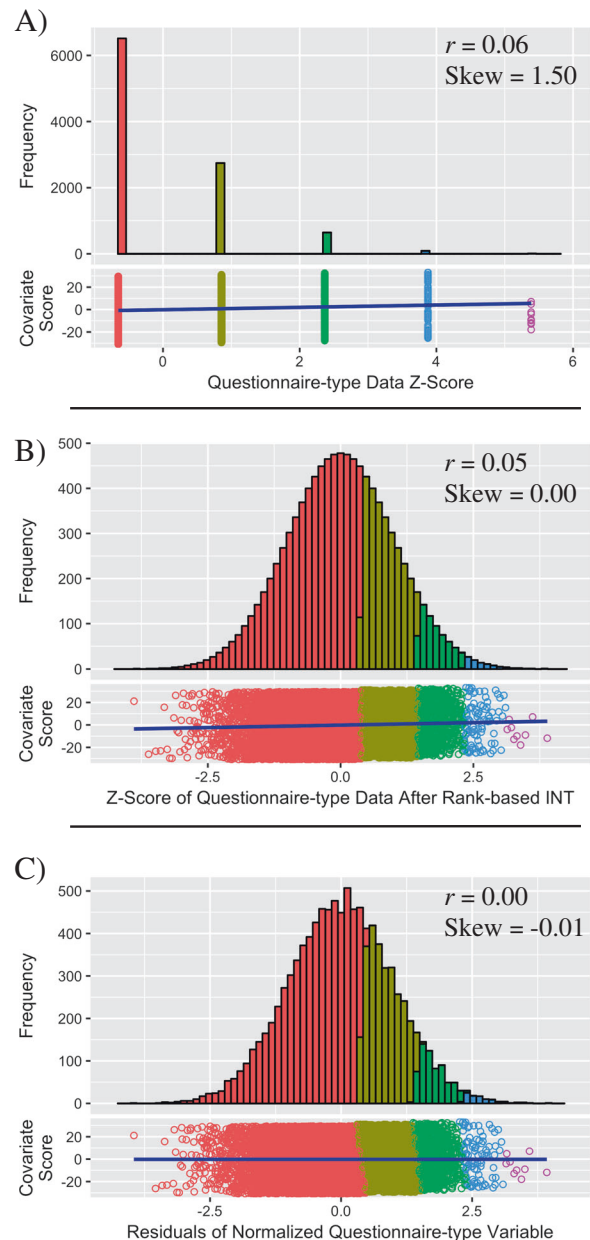 A)
r = 0.06
Skew = 1.50
Frequency
6000
4000
2000
0
Covariate
Score
20
0
-20
0
2
4
6
Questionnaire-type Data Z-Score
B)
r = 0.05
Skew = 0.00
Frequency
500
400
300
200
100
0
Covariate
Score
20
0
-20
-2.5
0.0
2.5
Z-Score of Questionnaire-type Data After Rank-based INT
C)
r = 0.00
Skew = -0.01
Frequency
500
400
300
200
100
0
Covariate
Score
20
0
-20
-2.5
0.0
2.5
Residuals of Normalized Questionnaire-type Variable